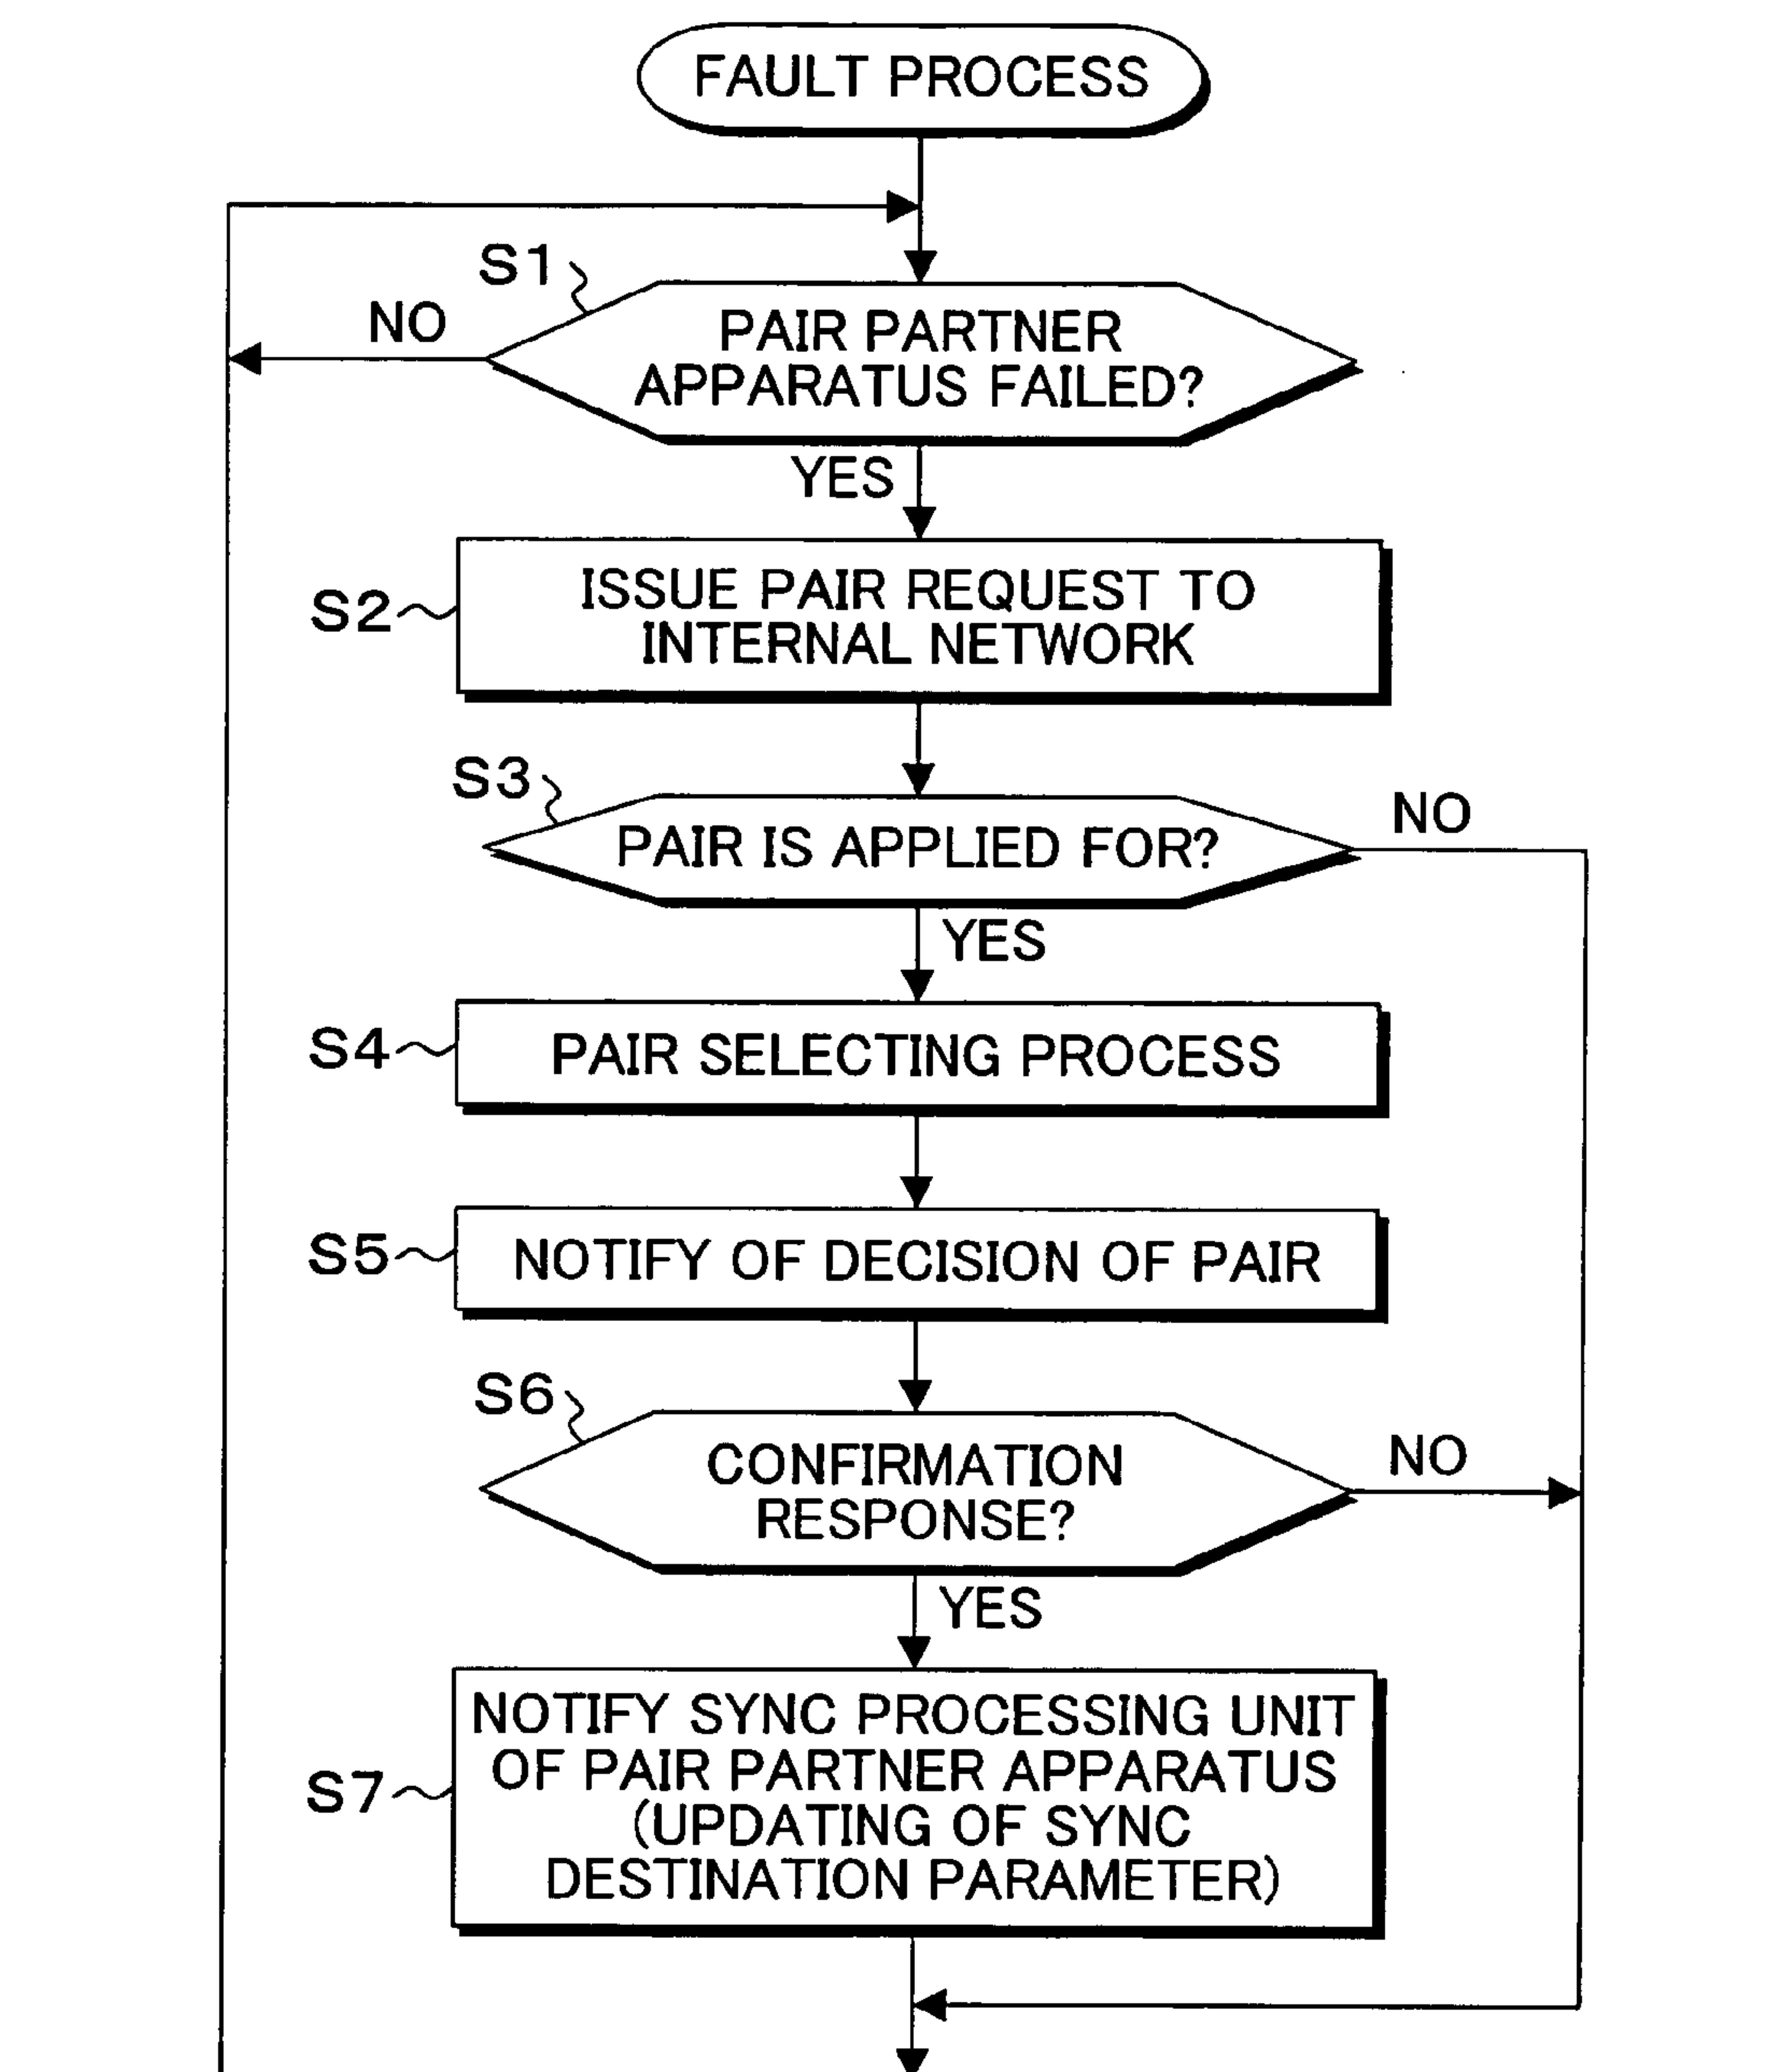 FAULT PROCESS
S1
NO
PAIR PARTNER
APPARATUS FAILED?
YES
S2
ISSUE PAIR REQUEST TO
INTERNAL NETWORK
S3
NO
PAIR IS APPLIED FOR?
YES
S4
PAIR SELECTING PROCESS
S5
NOTIFY OF DECISION OF PAIR
S6
NO
CONFIRMATION
RESPONSE?
YES
S7
NOTIFY SYNC PROCESSING UNIT
OF PAIR PARTNER APPARATUS
(UPDATING OF SYNC
DESTINATION PARAMETER)